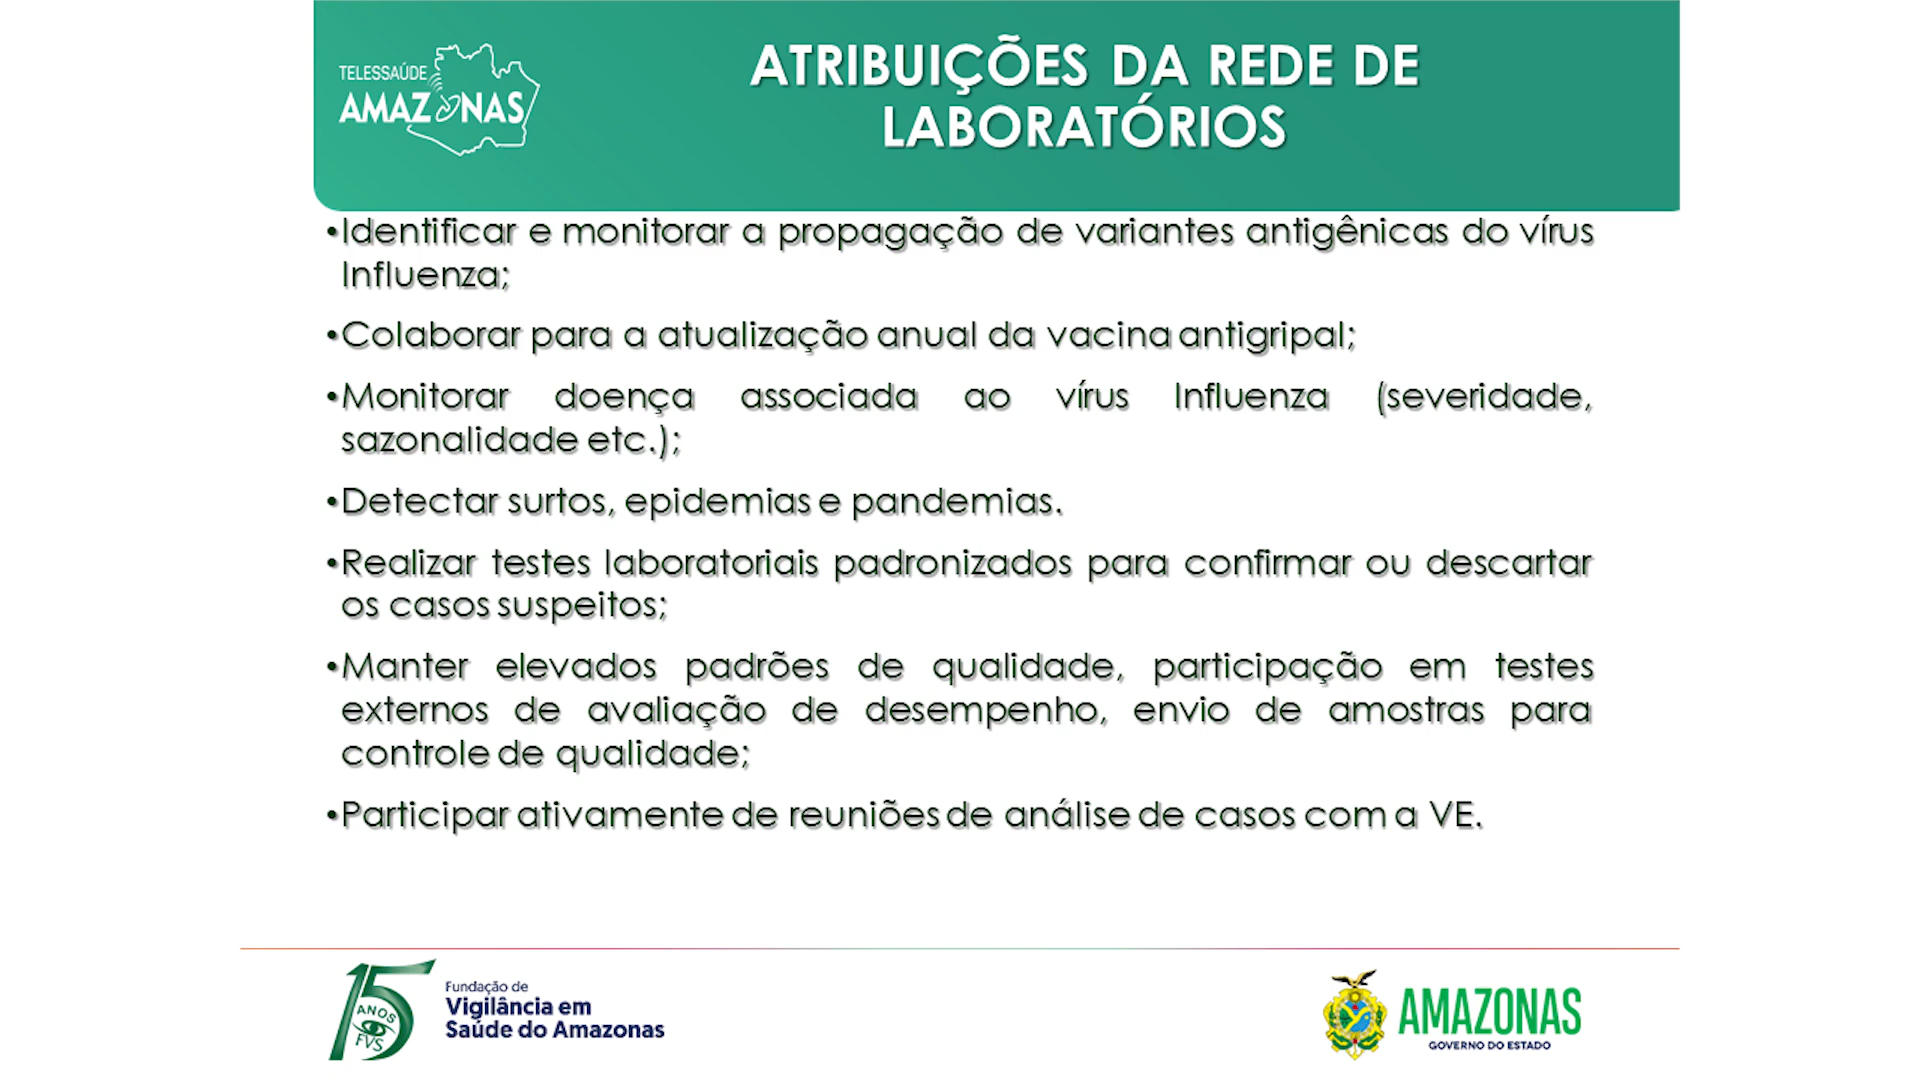 TELESSAÚDE
AMAZONAS
ATRIBUIÇÕES DA REDE DE
LABORATÓRIOS
•Identificar e monitorar a propagação de variantes antigênicas do vírus
Influenza;
•Colaborar para a atualização anual da vacina antigripal;
•Monitorar doença associada ao vírus Influenza (severidade,
sazonalidade etc.);
•Detectar surtos, epidemias e pandemias.
•Realizar testes laboratoriais padronizados para confirmar ou descartar
os casos suspeitos;
•Manter elevados padrões de qualidade, participação em testes
externos de avaliação de desempenho, envio de amostras para
controle de qualidade;
•Participar ativamente de reuniões de análise de casos com a VE.
15
ANOS
FVS
Fundação de
Vigilância em
Saúde do Amazonas
AMAZONAS
GOVERNO DO ESTADO